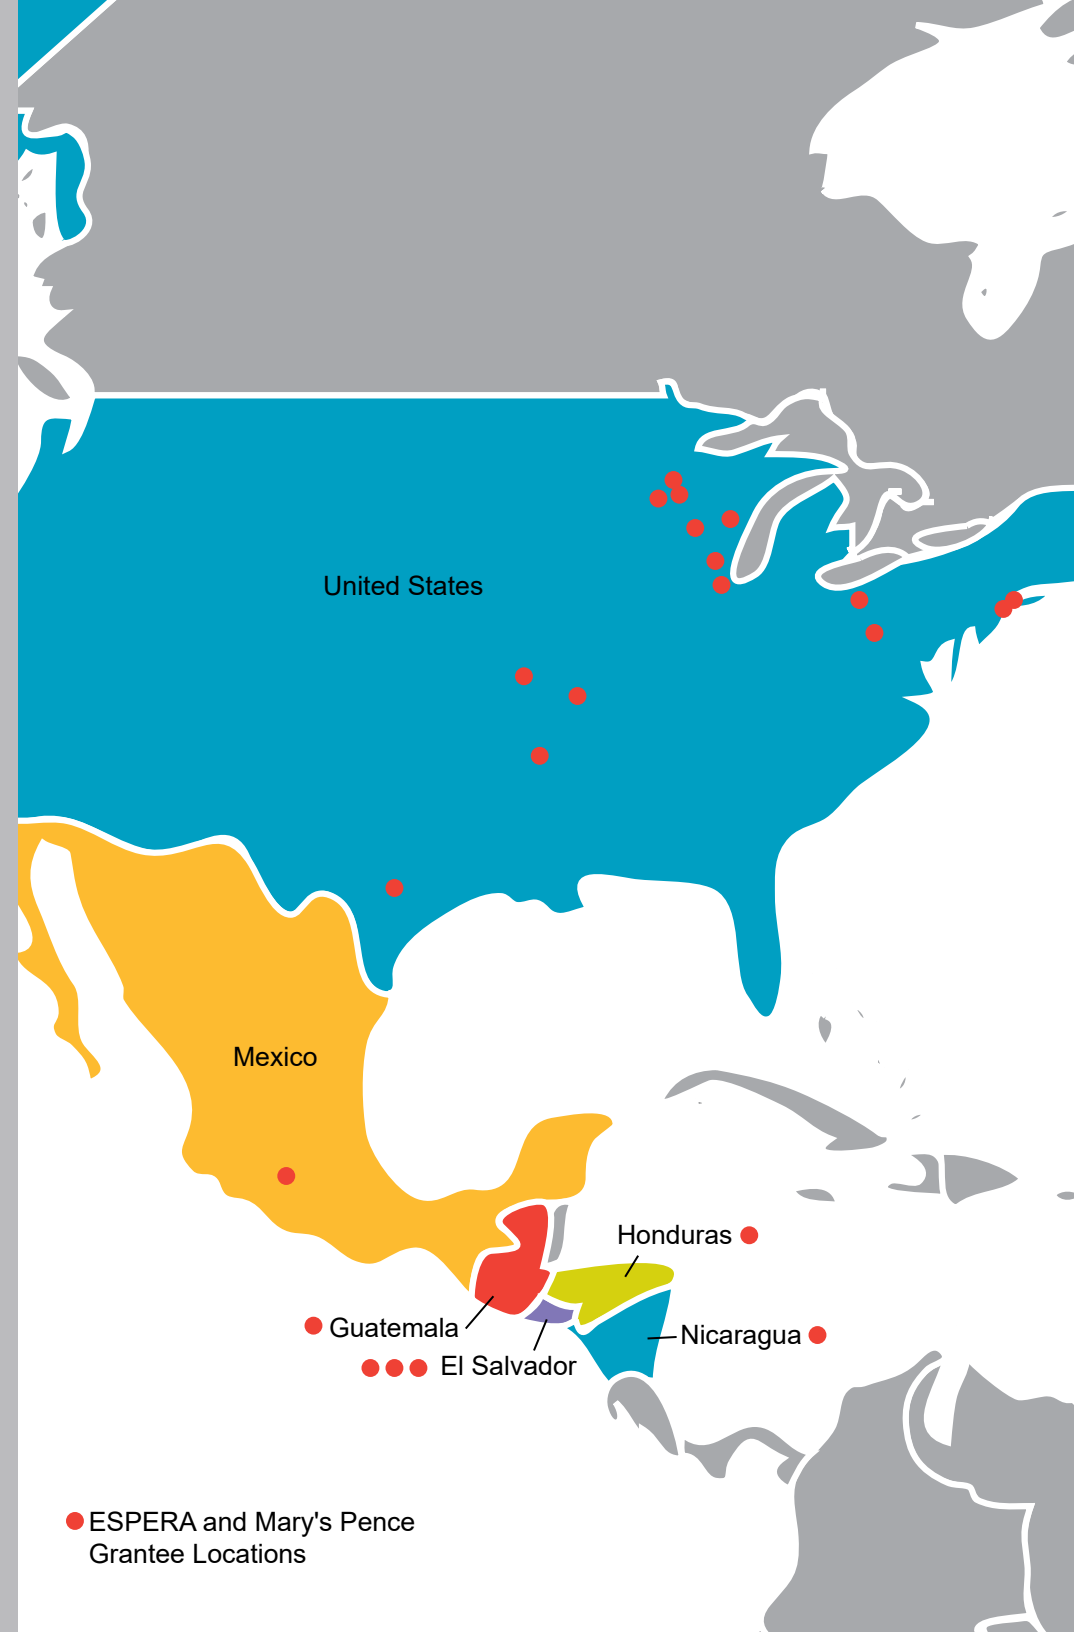 United States
Mexico
Honduras
Guatemala
Nicaragua
El Salvador
ESPERA and Mary's Pence
Grantee Locations